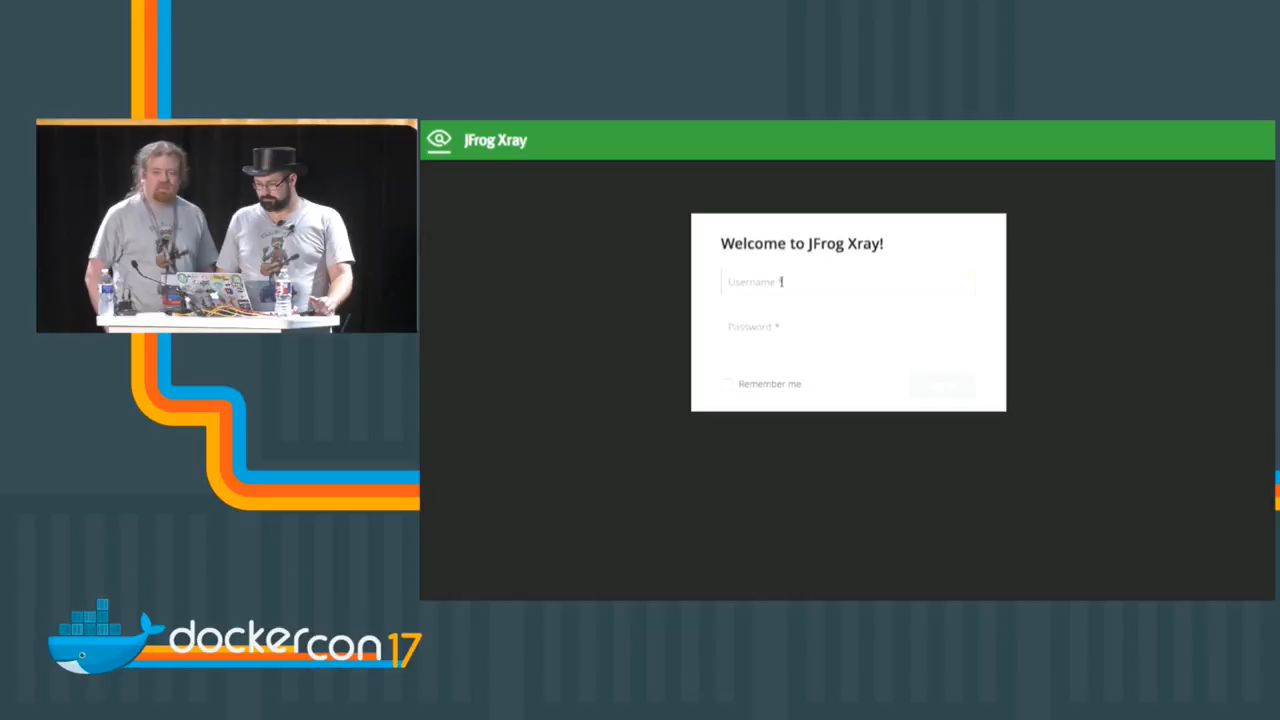 JFrog Xray
Welcome to JFrog Xray!
Username *
Password *
Remember me
dockercon17